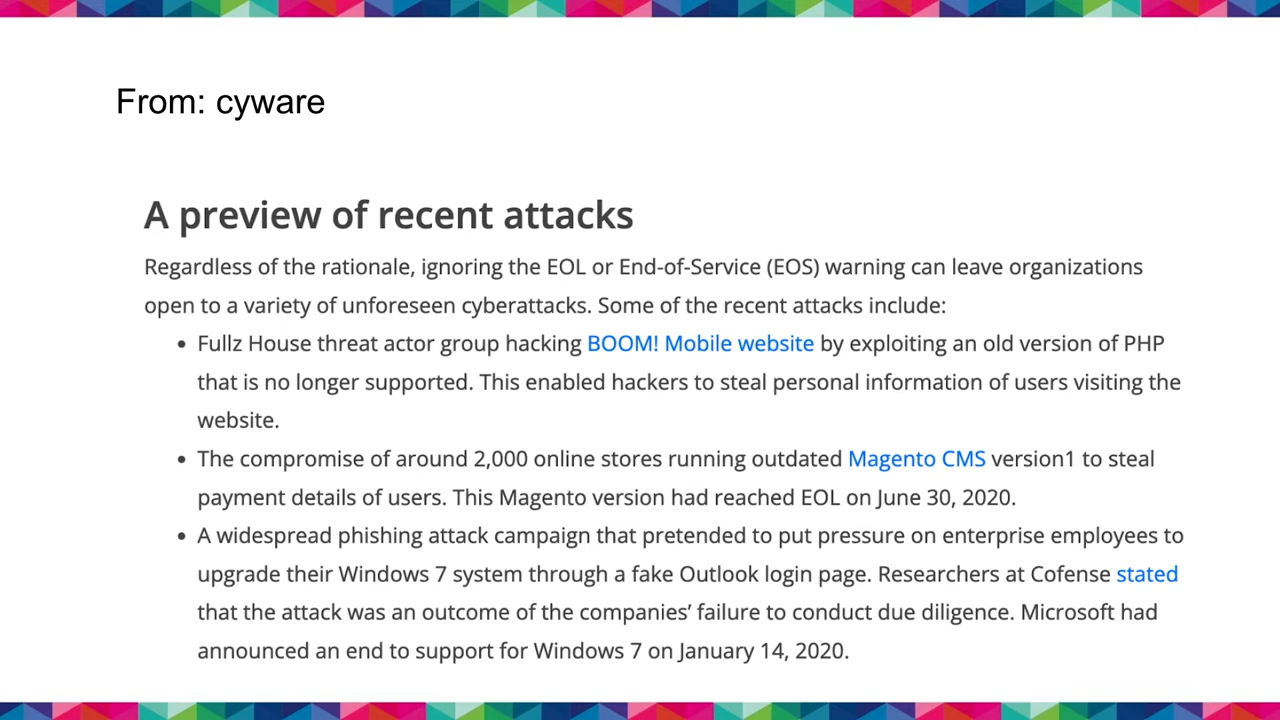 From: cyware
A preview of recent attacks
Regardless of the rationale, ignoring the EOL or End-of-Service (EOS) warning can leave organizations
open to a variety of unforeseen cyberattacks. Some of the recent attacks include:
• Fullz House threat actor group hacking BOOM! Mobile website by exploiting an old version of PHP
that is no longer supported. This enabled hackers to steal personal information of users visiting the
website.
• The compromise of around 2,000 online stores running outdated Magento CMS version1 to steal
payment details of users. This Magento version had reached EOL on June 30, 2020.
• A widespread phishing attack campaign that pretended to put pressure on enterprise employees to
upgrade their Windows 7 system through a fake Outlook login page. Researchers at Cofense stated
that the attack was an outcome of the companies’ failure to conduct due diligence. Microsoft had
announced an end to support for Windows 7 on January 14, 2020.